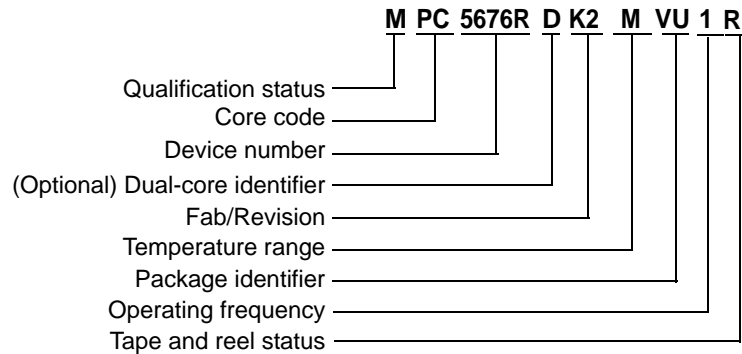 M PC 5676R D K2 M VU 1 R
Qualification status
Core code
Device number
(Optional) Dual-core identifier
Fab/Revision
Temperature range
Package identifier
Operating frequency
Tape and reel status